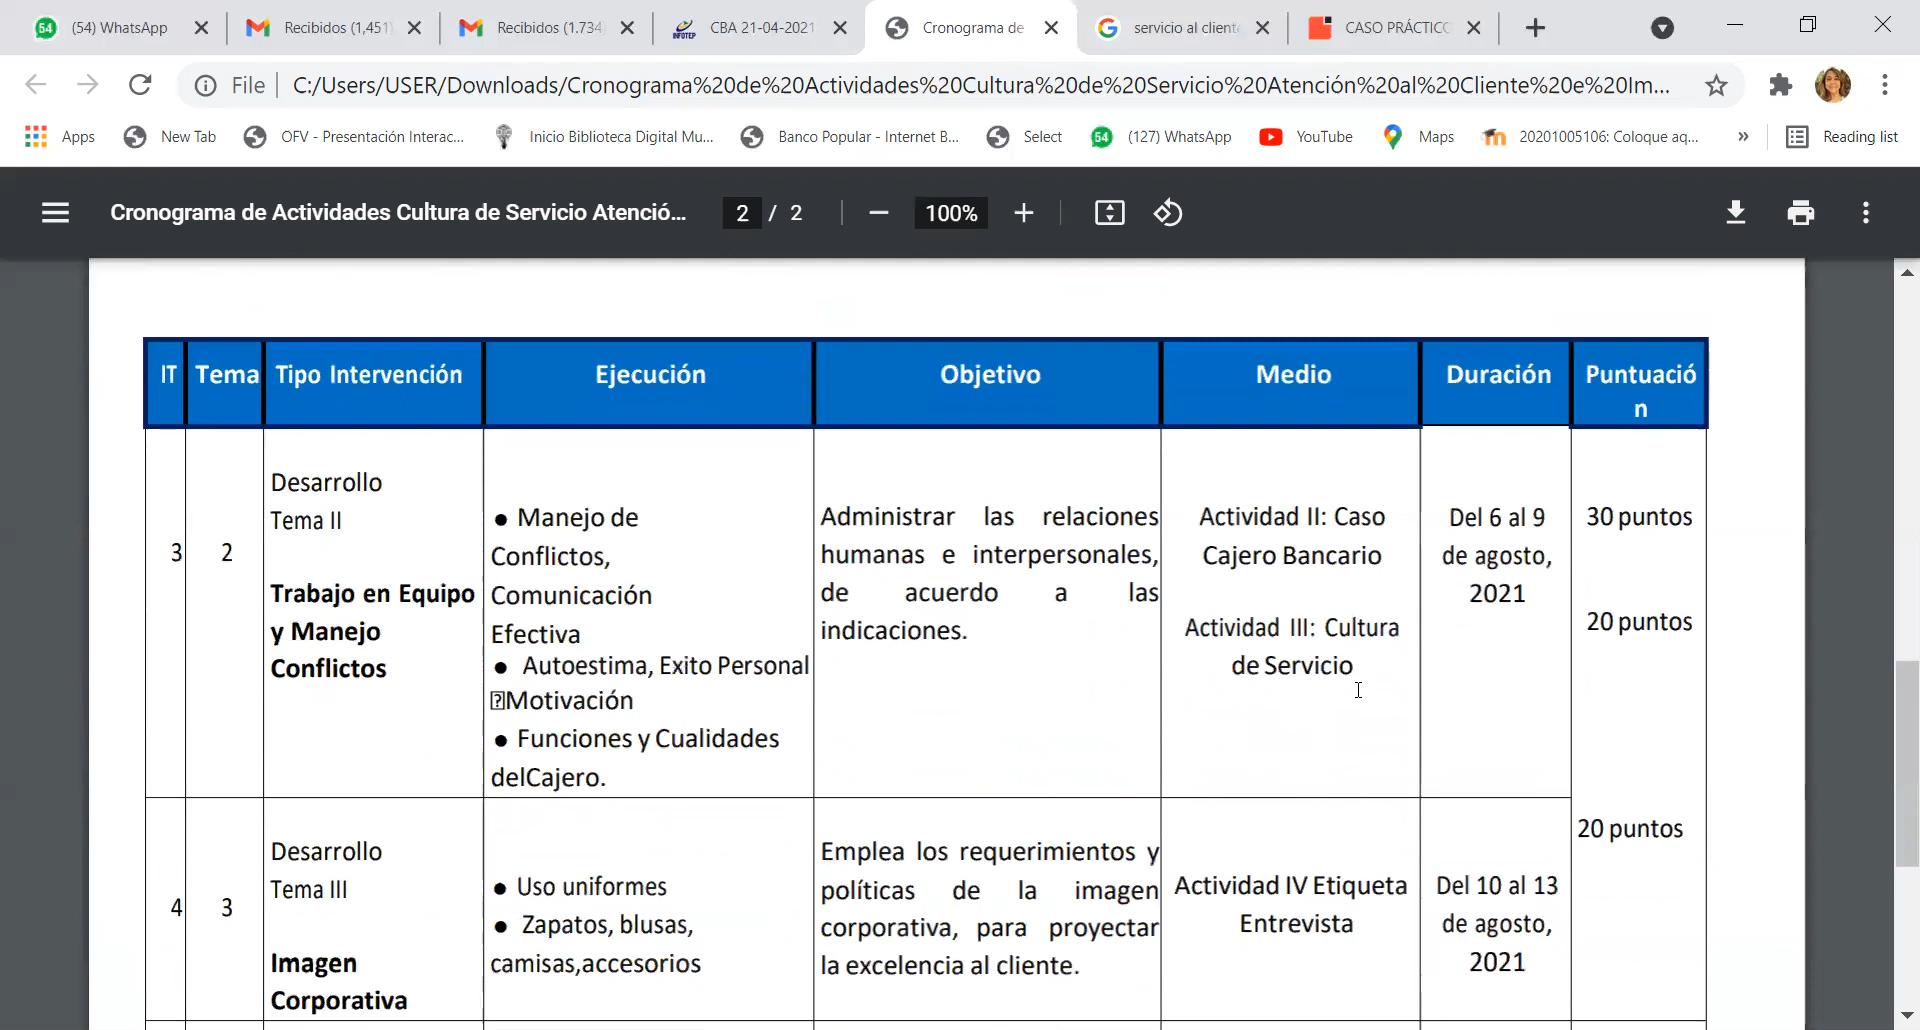 54 (54) WhatsApp
Recibidos (1,451)
Recibidos (1.734)
INFOTEP CBA 21-04-2021
Cronograma de
servicio al cliente
CASO PRÁCTICO
File C:/Users/USER/Downloads/Cronograma%20de%20Actividades%20Cultura%20de%20Servicio%20Atención%20al%20Cliente%20e%20Im...
Apps New Tab OFV - Presentación Interac... Inicio Biblioteca Digital Mu... Banco Popular - Internet B... Select 54 (127) WhatsApp YouTube Maps 20201005106: Coloque aq... » Reading list
Cronograma de Actividades Cultura de Servicio Atenció... 2 / 2 100%
IT Tema Tipo Intervención Ejecución Objetivo Medio Duración Puntuació
n
3
2
Desarrollo
Tema II
Trabajo en Equipo
y Manejo
Conflictos
● Manejo de
Conflictos,
Comunicación
Efectiva
● Autoestima, Exito Personal
⍰Motivación
● Funciones y Cualidades
delCajero.
Administrar las relaciones
humanas e interpersonales,
de acuerdo a las
indicaciones.
Actividad II: Caso
Cajero Bancario
Actividad III: Cultura
de Servicio
Del 6 al 9
de agosto,
2021
30 puntos
20 puntos
4
3
Desarrollo
Tema III
Imagen
Corporativa
● Uso uniformes
● Zapatos, blusas,
camisas,accesorios
Emplea los requerimientos y
políticas de la imagen
corporativa, para proyectar
la excelencia al cliente.
Actividad IV Etiqueta
Entrevista
Del 10 al 13
de agosto,
2021
20 puntos